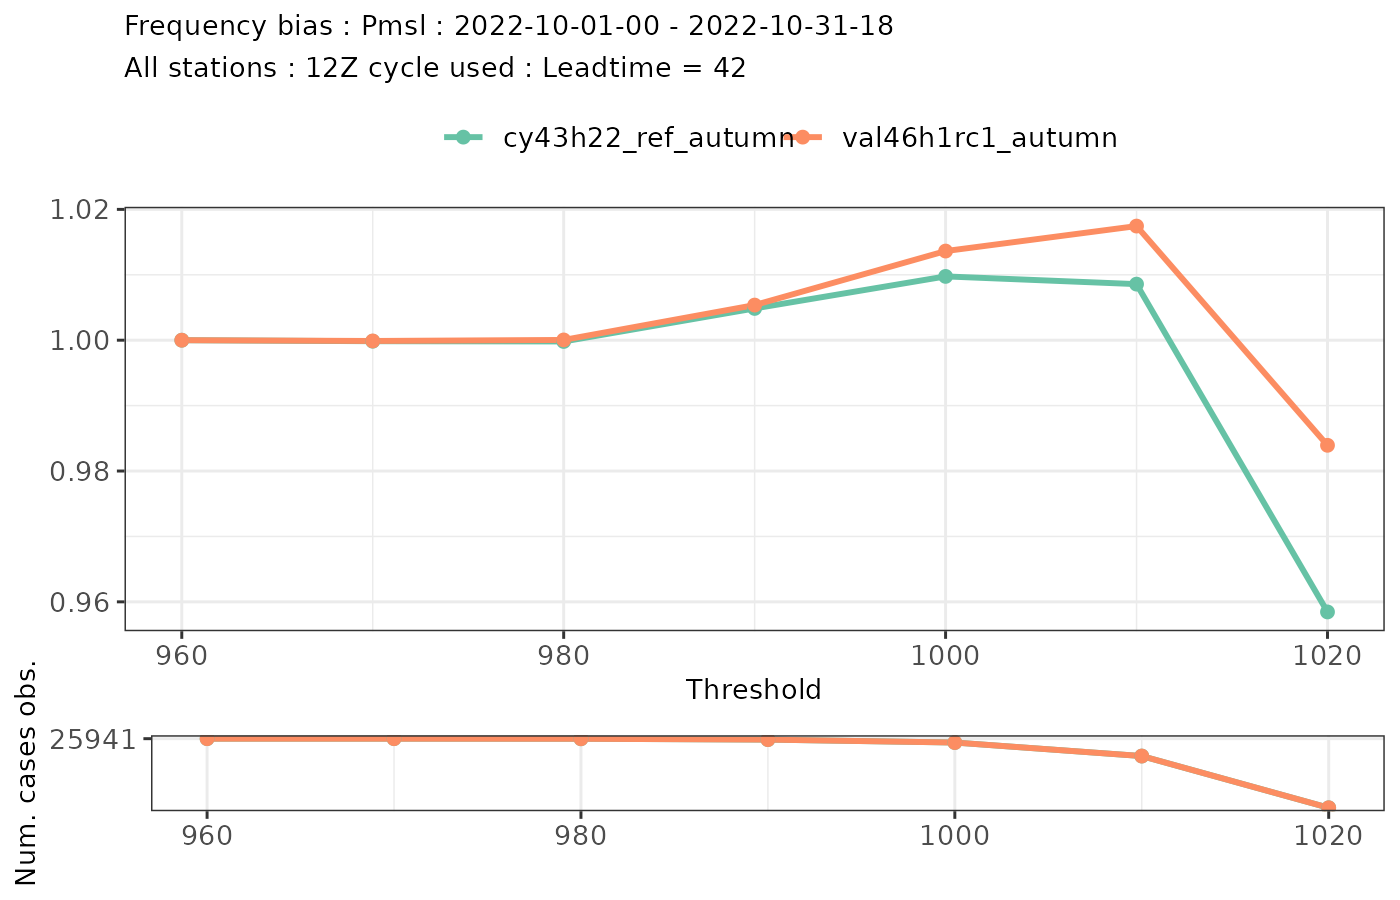 Frequency bias : Pmsl : 2022-10-01-00 - 2022-10-31-18
All stations : 12Z cycle used : Leadtime = 42
cy43h22_ref_autumn val46h1rc1_autumn
1.02
1.00
0.98
0.96
960 980 1000 1020
Threshold
Num. cases obs.
25941
960 980 1000 1020